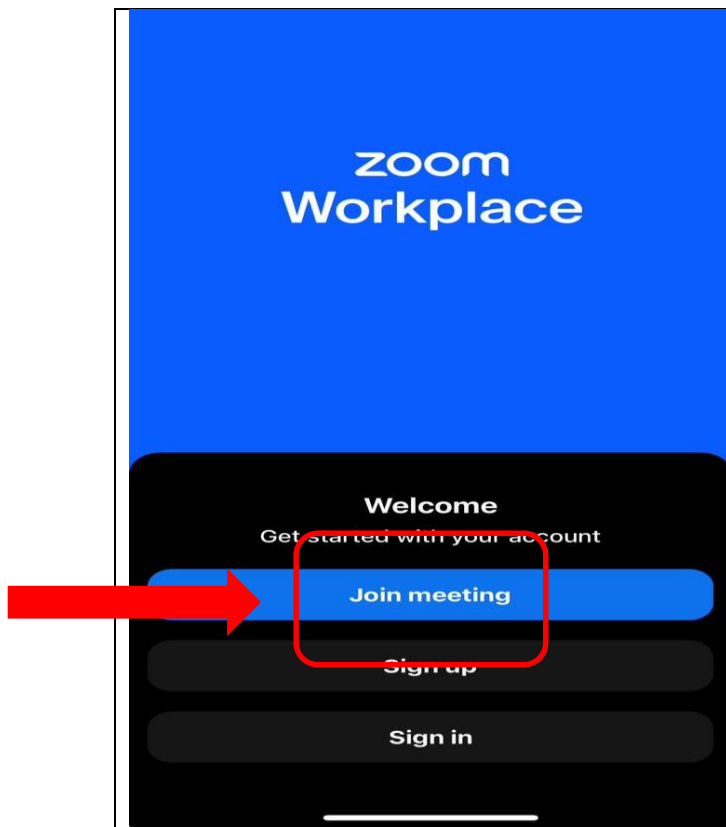 zoom
Workplace
Welcome
Get started with your account
Join meeting
Sign up
Sign in